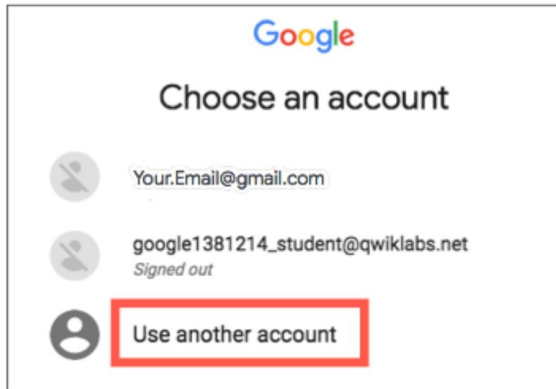 Google
Choose an account
Your.Email@gmail.com
google1381214_student@qwiklabs.net
Signed out
Use another account